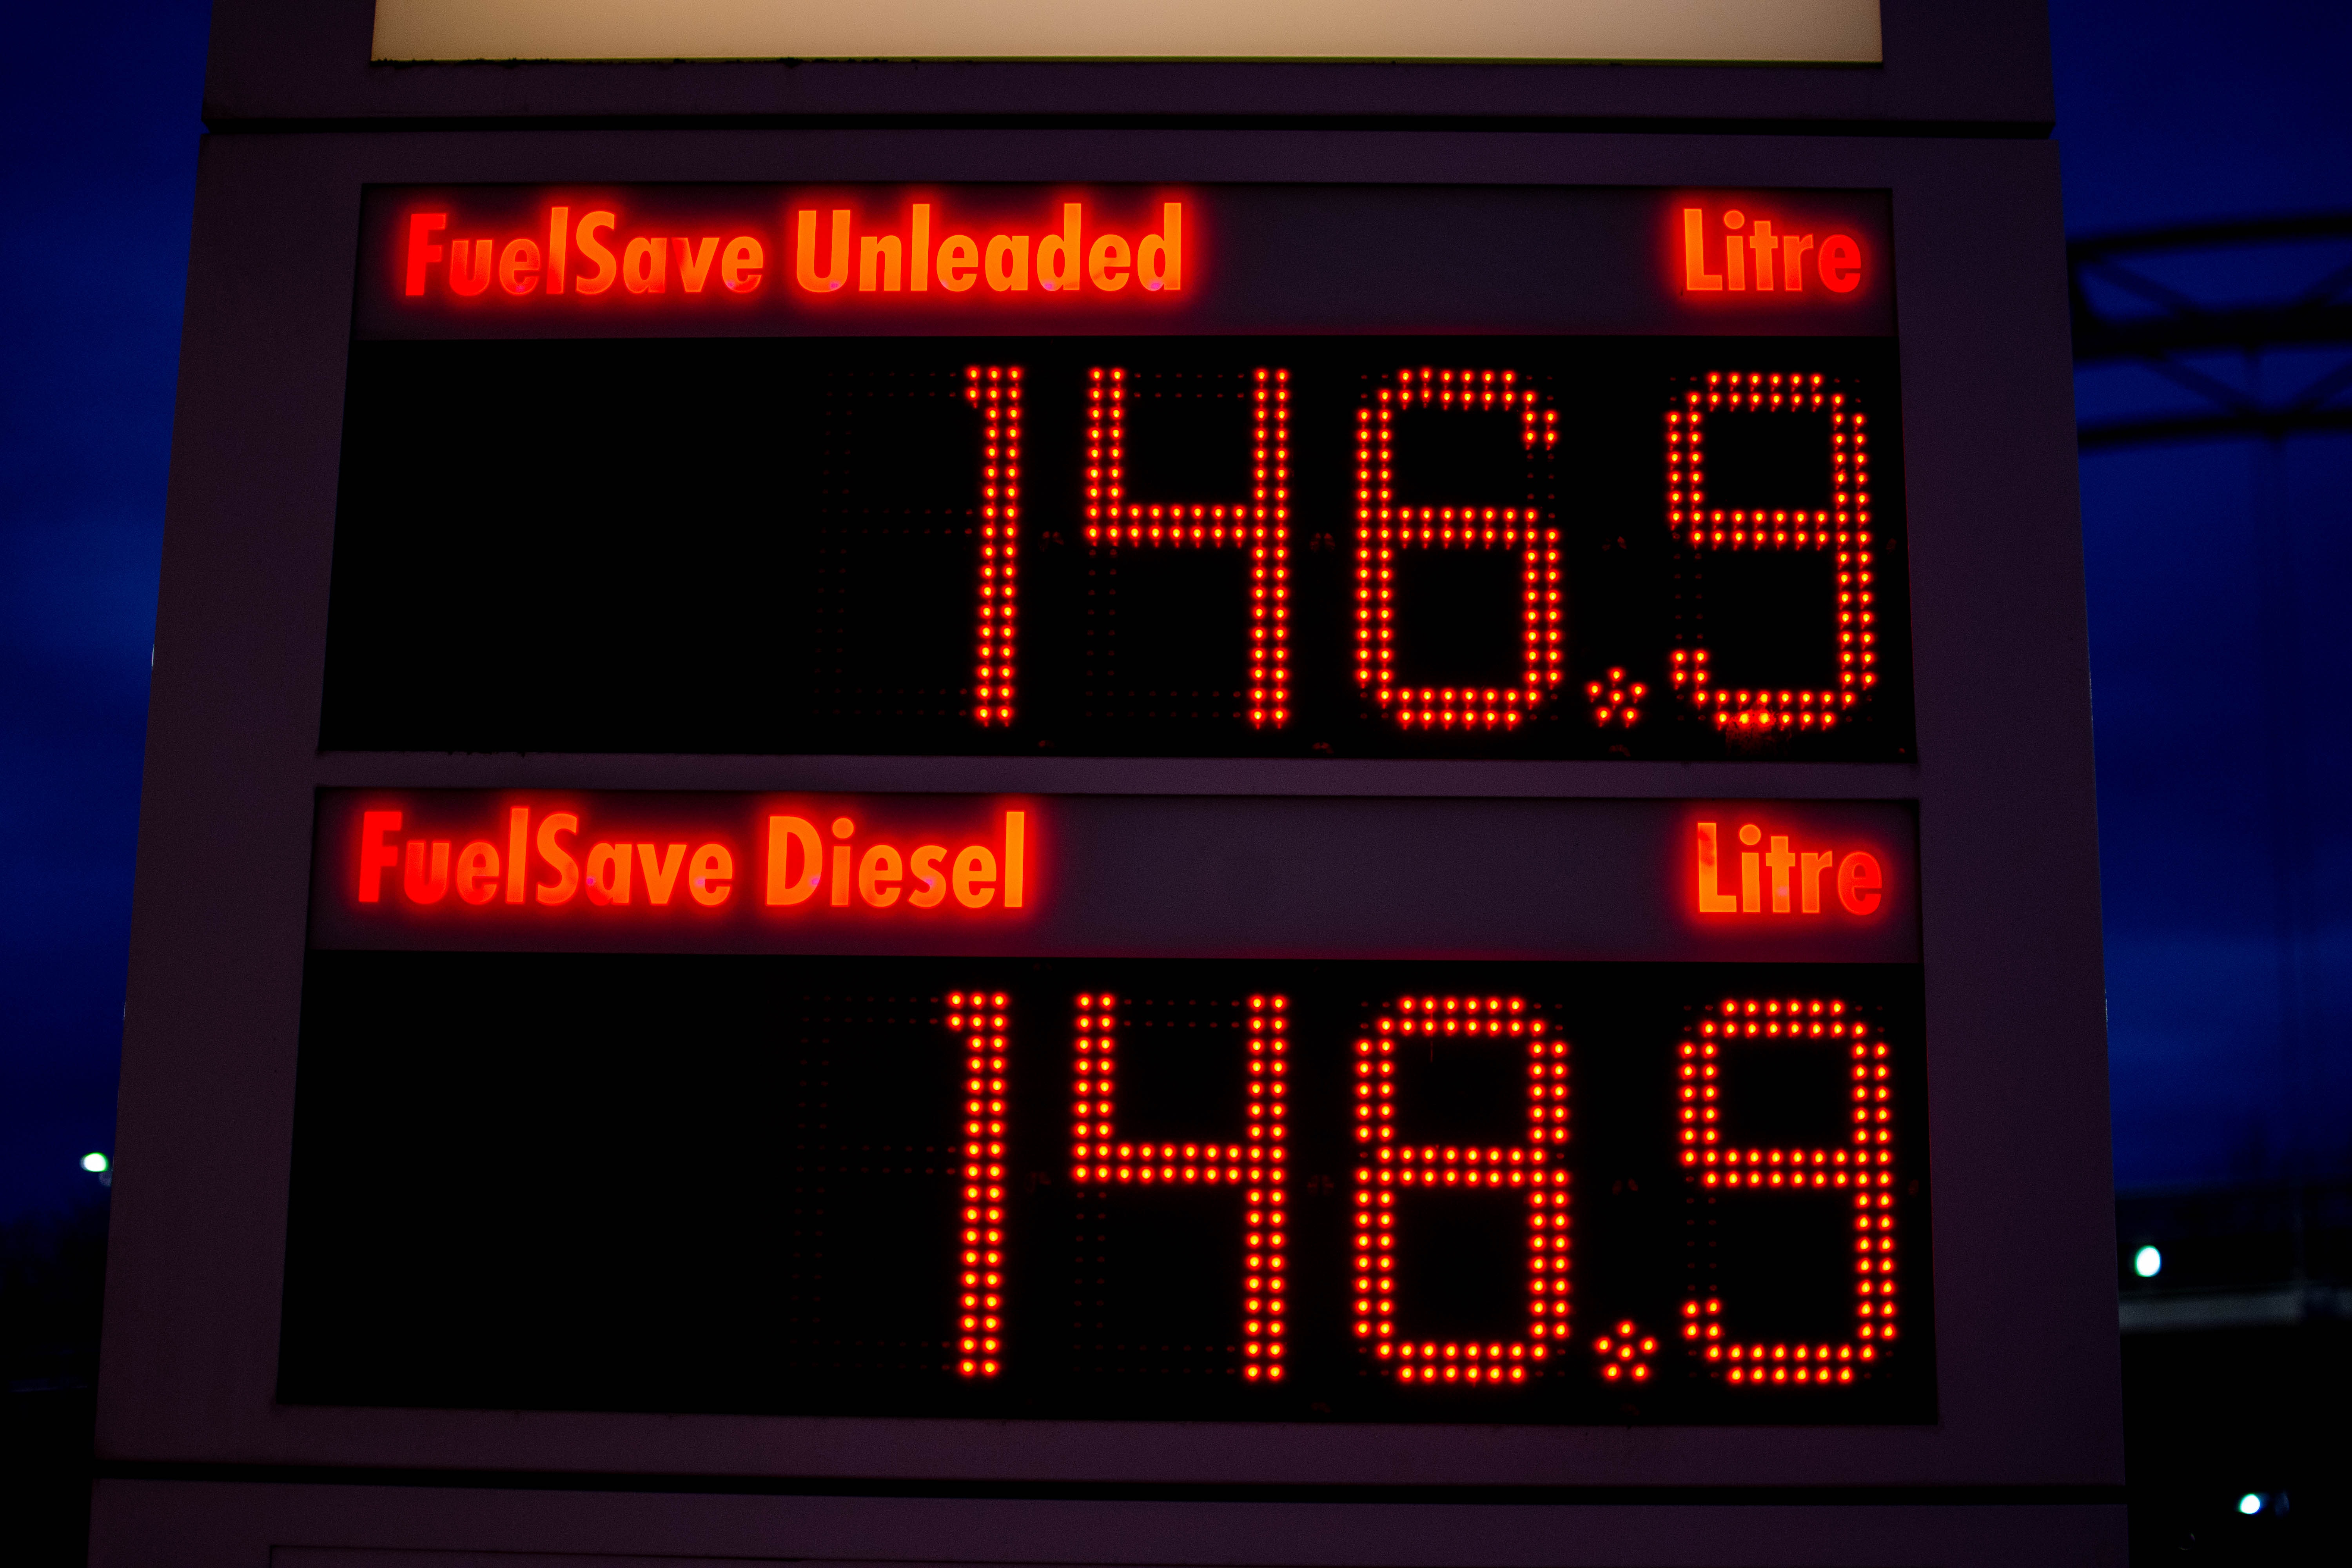 FuelSave Unleaded Litre
146.9
FuelSave Diesel Litre
148.9